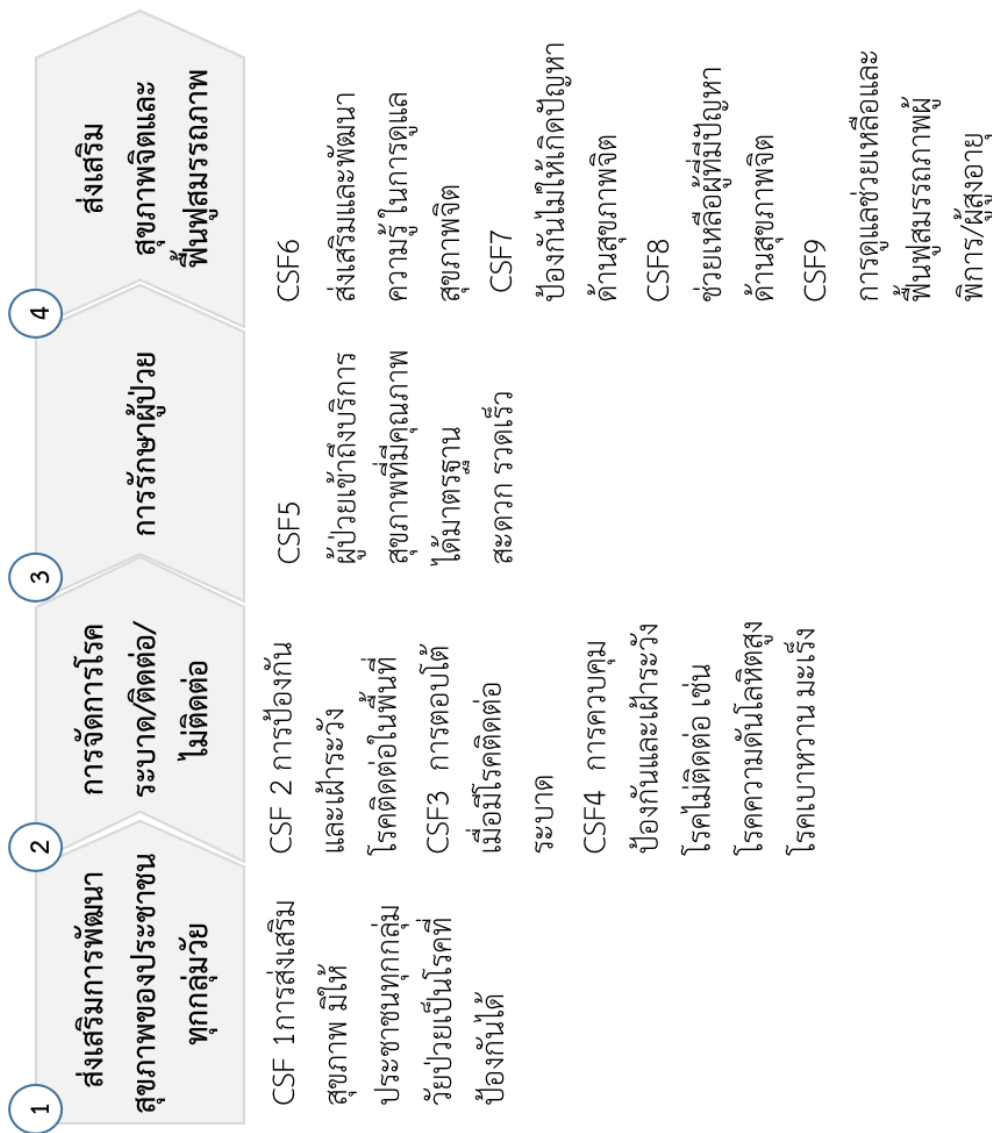 1
ส่งเสริมการพัฒนา
สุขภาพของประชาชน
ทุกกลุ่มวัย
CSF 1การส่งเสริม
สุขภาพ มิให้
ประชาชนทุกกลุ่ม
วัยป่วยเป็นโรคที่
ป้องกันได้
2
การจัดการโรค
ระบาด/ติดต่อ/
ไม่ติดต่อ
CSF 2 การป้องกัน
และเฝ้าระวัง
โรคติดต่อในพื้นที่
CSF3 การตอบโต้
เมื่อมีโรคติดต่อ
ระบาด
CSF4 การควบคุม
ป้องกันและเฝ้าระวัง
โรคไม่ติดต่อ เช่น
โรคความดันโลหิตสูง
โรคเบาหวาน มะเร็ง
3
การรักษาผู้ป่วย
CSF5
ผู้ป่วยเข้าถึงบริการ
สุขภาพที่มีคุณภาพ
ได้มาตรฐาน
สะดวก รวดเร็ว
4
ส่งเสริม
สุขภาพจิตและ
ฟื้นฟูสมรรถภาพ
CSF6
ส่งเสริมและพัฒนา
ความรู้ ในการดูแล
สุขภาพจิต
CSF7
ป้องกันไม่ให้เกิดปัญหา
ด้านสุขภาพจิต
CSF8
ช่วยเหลือผู้ที่มีปัญหา
ด้านสุขภาพจิต
CSF9
การดูแลช่วยเหลือและ
ฟื้นฟูสมรรถภาพผู้
พิการ/ผู้สูงอายุ